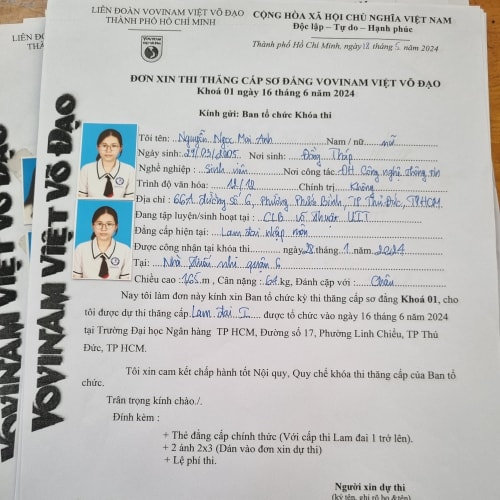 LIÊN ĐOÀN VOVINAM VIỆT VÕ ĐẠO
THÀNH PHỐ HỒ CHÍ MINH
CỘNG HÒA XÃ HỘI CHỦ NGHĨA VIỆT NAM
Độc lập – Tự do – Hạnh phúc
VOVINAM
Thành phố Hồ Chí Minh, ngày 18 tháng 5 năm 2024
ĐƠN XIN THI THĂNG CẤP SƠ ĐẲNG VOVINAM VIỆT VÕ ĐẠO
Khoá 01 ngày 16 tháng 6 năm 2024
Kính gửi: Ban tổ chức Khóa thi
Tôi tên: Nguyễn Ngọc Mai Anh Nam / nữ nữ
Ngày sinh: 29/03/2005. Nơi sinh: Đồng Tháp
Nghề nghiệp: Sinh viên Nơi công tác: ĐH Công nghệ thông tin
Trình độ văn hóa: 12/12 Chính trị: Không
Địa chỉ: 66A đường số 6, Phường Phước Bình, TP. Thủ Đức, TPHCM
Đang tập luyện/sinh hoạt tại: CLB Võ thuật UIT
Đẳng cấp hiện tại: Lam đai nhập môn
Được công nhận tại khóa thi: ngày 28 tháng 1 năm 2024
Tại: Nhà thiếu nhi quận 6
Chiều cao: 1,65 m, Cân nặng: 61 kg, Đánh cặp với: Châu
Nay tôi làm đơn này kính xin Ban tổ chức kỳ thi thăng cấp sơ đẳng Khoá 01, cho
tôi được dự thi thăng cấp Lam đai I được tổ chức vào ngày 16 tháng 6 năm 2024
tại Trường Đại học Ngân hàng TP HCM, Đường số 17, Phường Linh Chiểu, TP Thủ
Đức, TP HCM.
Tôi xin cam kết chấp hành tốt Nội quy, Quy chế khóa thi thăng cấp của Ban tổ
chức.
Trân trọng kính chào./.
Đính kèm :
+ Thẻ đẳng cấp chính thức (Với cấp thi Lam đai 1 trở lên).
+ 2 ảnh 2x3 (Dán vào đơn xin dự thi)
+ Lệ phí thi.
Người xin dự thi
(ký tên, ghi rõ họ &tên)
VOVINAM VIỆT VÕ ĐẠO
LIÊN ĐO
THÀN
VOVINAM VIỆT VÕ ĐẠO